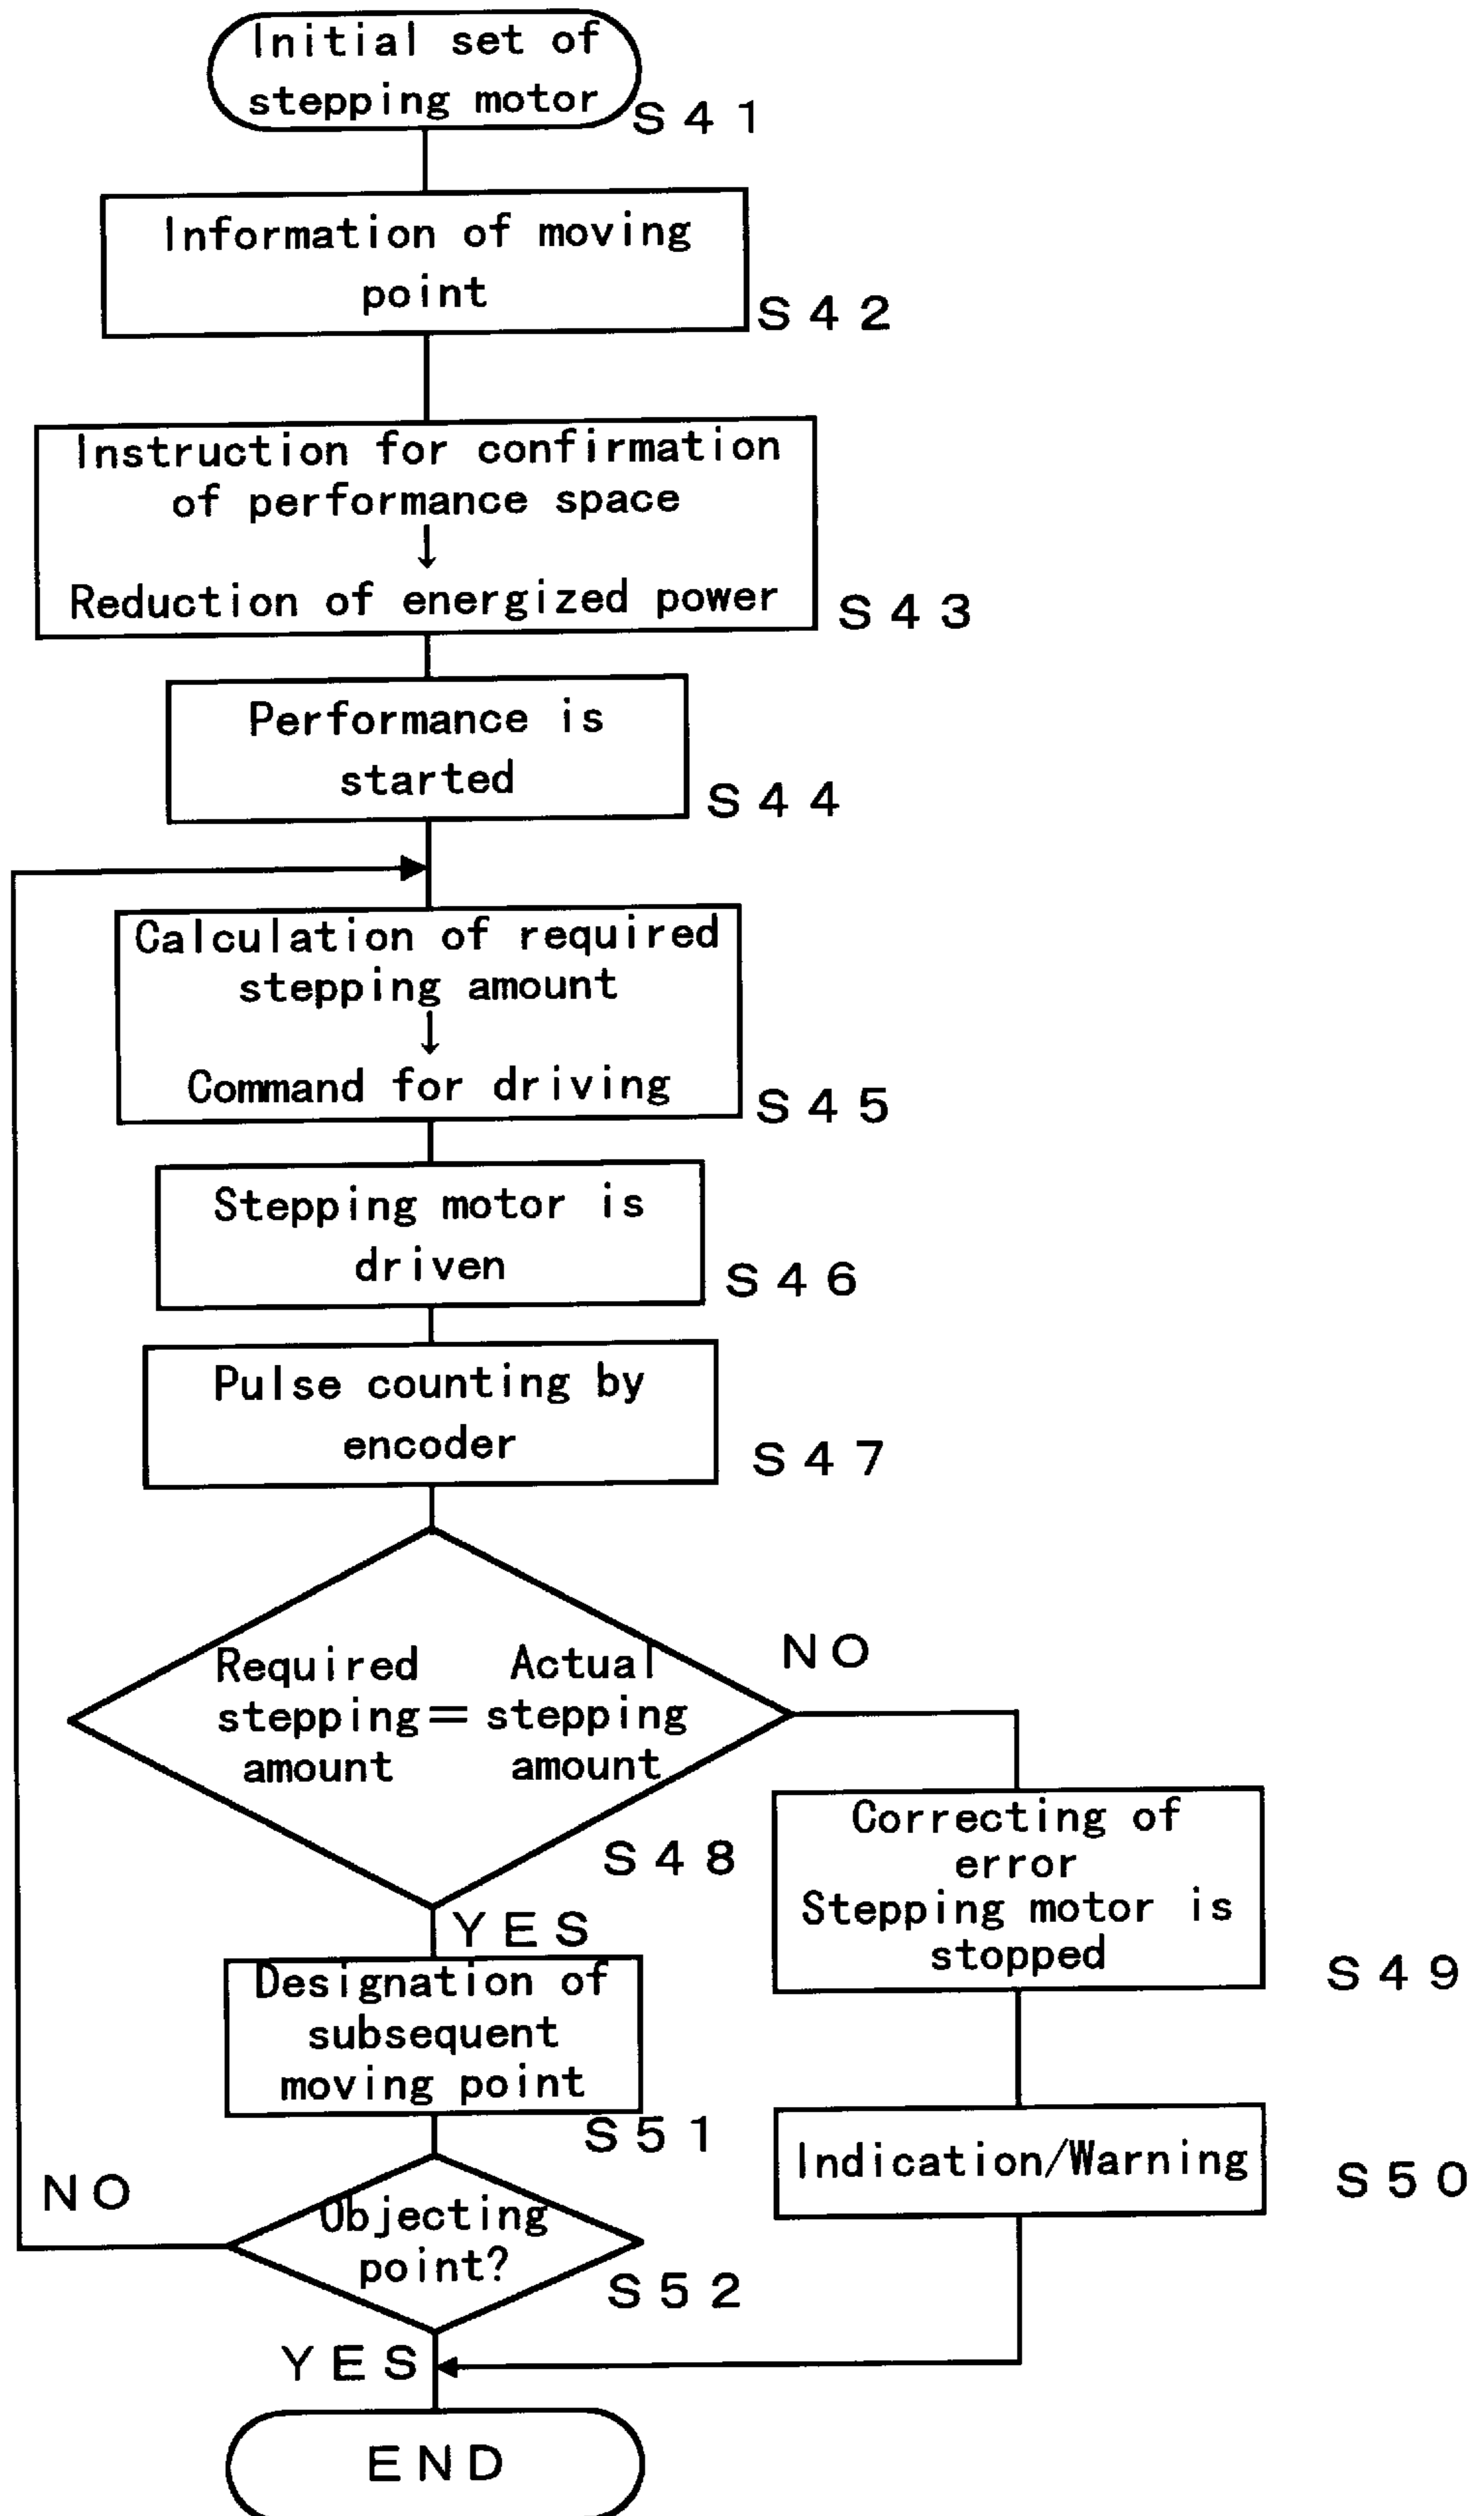 Initial set of
stepping motor
S41
Information of moving
point
S42
Instruction for confirmation
of performance space
↓
Reduction of energized power
S43
Performance is
started
S44
Calculation of required
stepping amount
↓
Command for driving
S45
Stepping motor is
driven
S46
Pulse counting by
encoder
S47
Required Actual
stepping = stepping
amount amount
NO
S48
YES
Correcting of
error
Stepping motor is
stopped
S49
Designation of
subsequent
moving point
S51
Indication/Warning
S50
NO
Objecting
point?
S52
YES
END